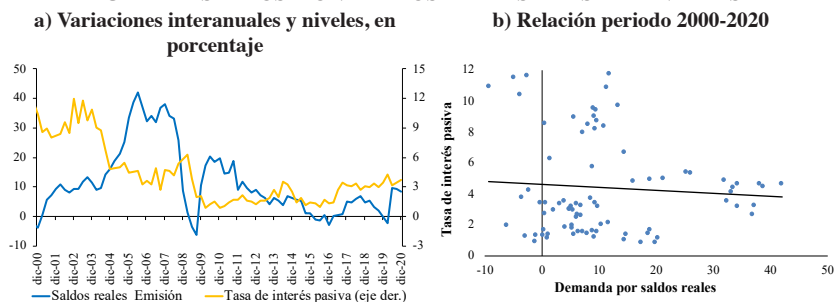 a) Variaciones interanuales y niveles, en
porcentaje
50
40
30
20
10
0
-10
15
12
9
6
3
0
-3
dic-00
dic-01
dic-02
dic-03
dic-04
dic-05
dic-06
dic-07
dic-08
dic-09
dic-10
dic-11
dic-12
dic-13
dic-14
dic-15
dic-16
dic-17
dic-18
dic-19
dic-20
Saldos reales Emisión
Tasa de interés pasiva (eje der.)
b) Relación periodo 2000-2020
Tasa de interés pasiva
12
10
8
6
4
2
0
-10 0 10 20 30 40 50
Demanda por saldos reales